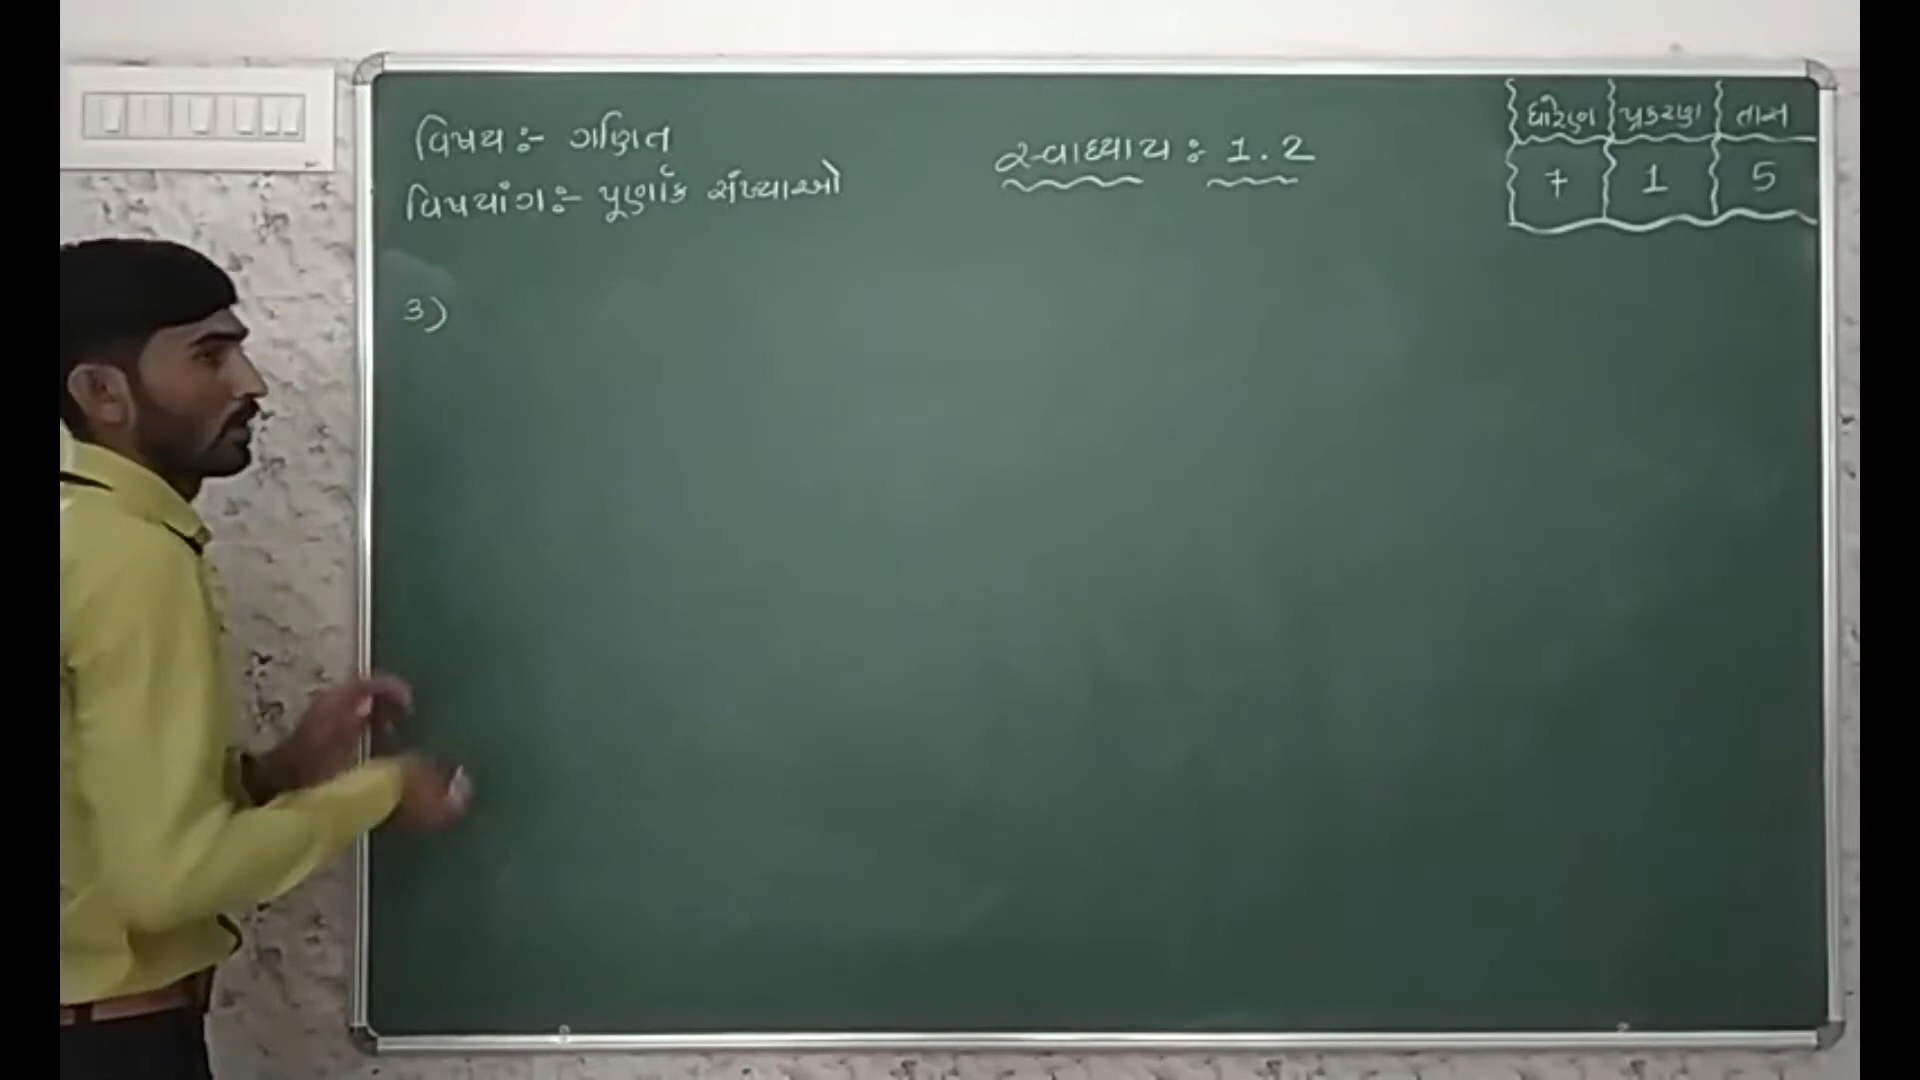 વિષય :- ગણિત
વિષયાંગ :- પૂર્ણાંક સંખ્યાઓ
સ્વાધ્યાય : 1.2
ધોરણ પ્રકરણ તાસ
7 1 5
3)